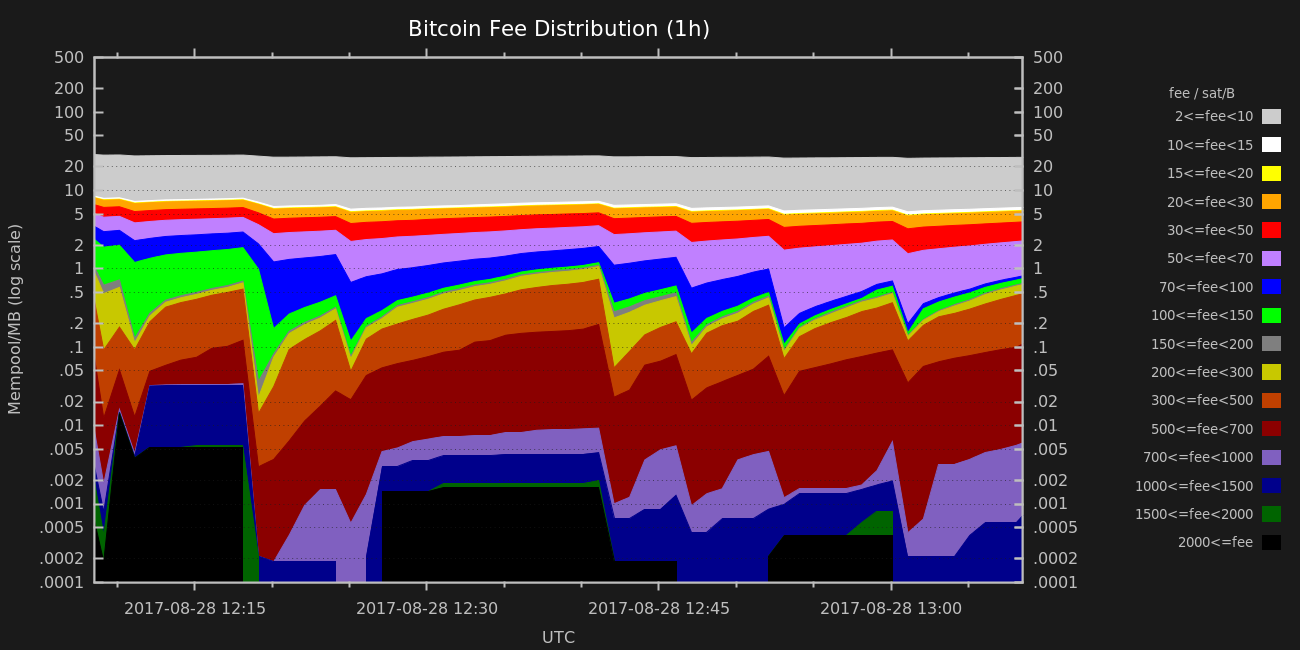 Bitcoin Fee Distribution (1h)
Mempool/MB (log scale)
500
200
100
50
20
10
5
2
1
.5
.2
.1
.05
.02
.01
.005
.002
.001
.0005
.0002
.0001
500
200
100
50
20
10
5
2
1
.5
.2
.1
.05
.02
.01
.005
.002
.001
.0005
.0002
.0001
2017-08-28 12:15
2017-08-28 12:30
2017-08-28 12:45
2017-08-28 13:00
UTC
fee / sat/B
2<=fee<10
10<=fee<15
15<=fee<20
20<=fee<30
30<=fee<50
50<=fee<70
70<=fee<100
100<=fee<150
150<=fee<200
200<=fee<300
300<=fee<500
500<=fee<700
700<=fee<1000
1000<=fee<1500
1500<=fee<2000
2000<=fee